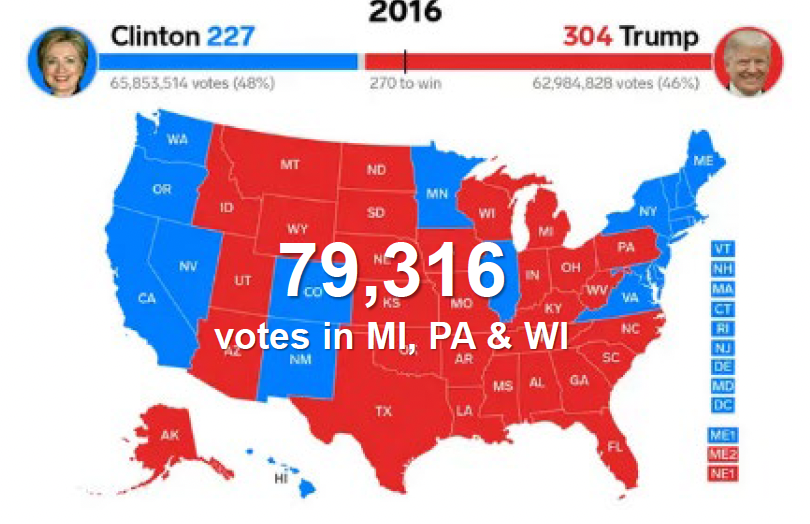 2016
Clinton 227
304 Trump
65,853,514 votes (48%)
270 to win
62,984,828 votes (46%)
WA
ME
MT
ND
OR
MN
ID
SD
WI
NY
MI
WY
PA
79,316
VT
NE
NV
UT
CO
IN
OH
NH
CA
KS
MO
WV
VA
MA
KY
CT
votes in MI, PA & WI
NC
RI
AZ
NM
OK
AR
SC
NJ
MS
AL
GA
DE
TX
LA
MD
DC
AK
FL
ME1
HI
ME2
NE1